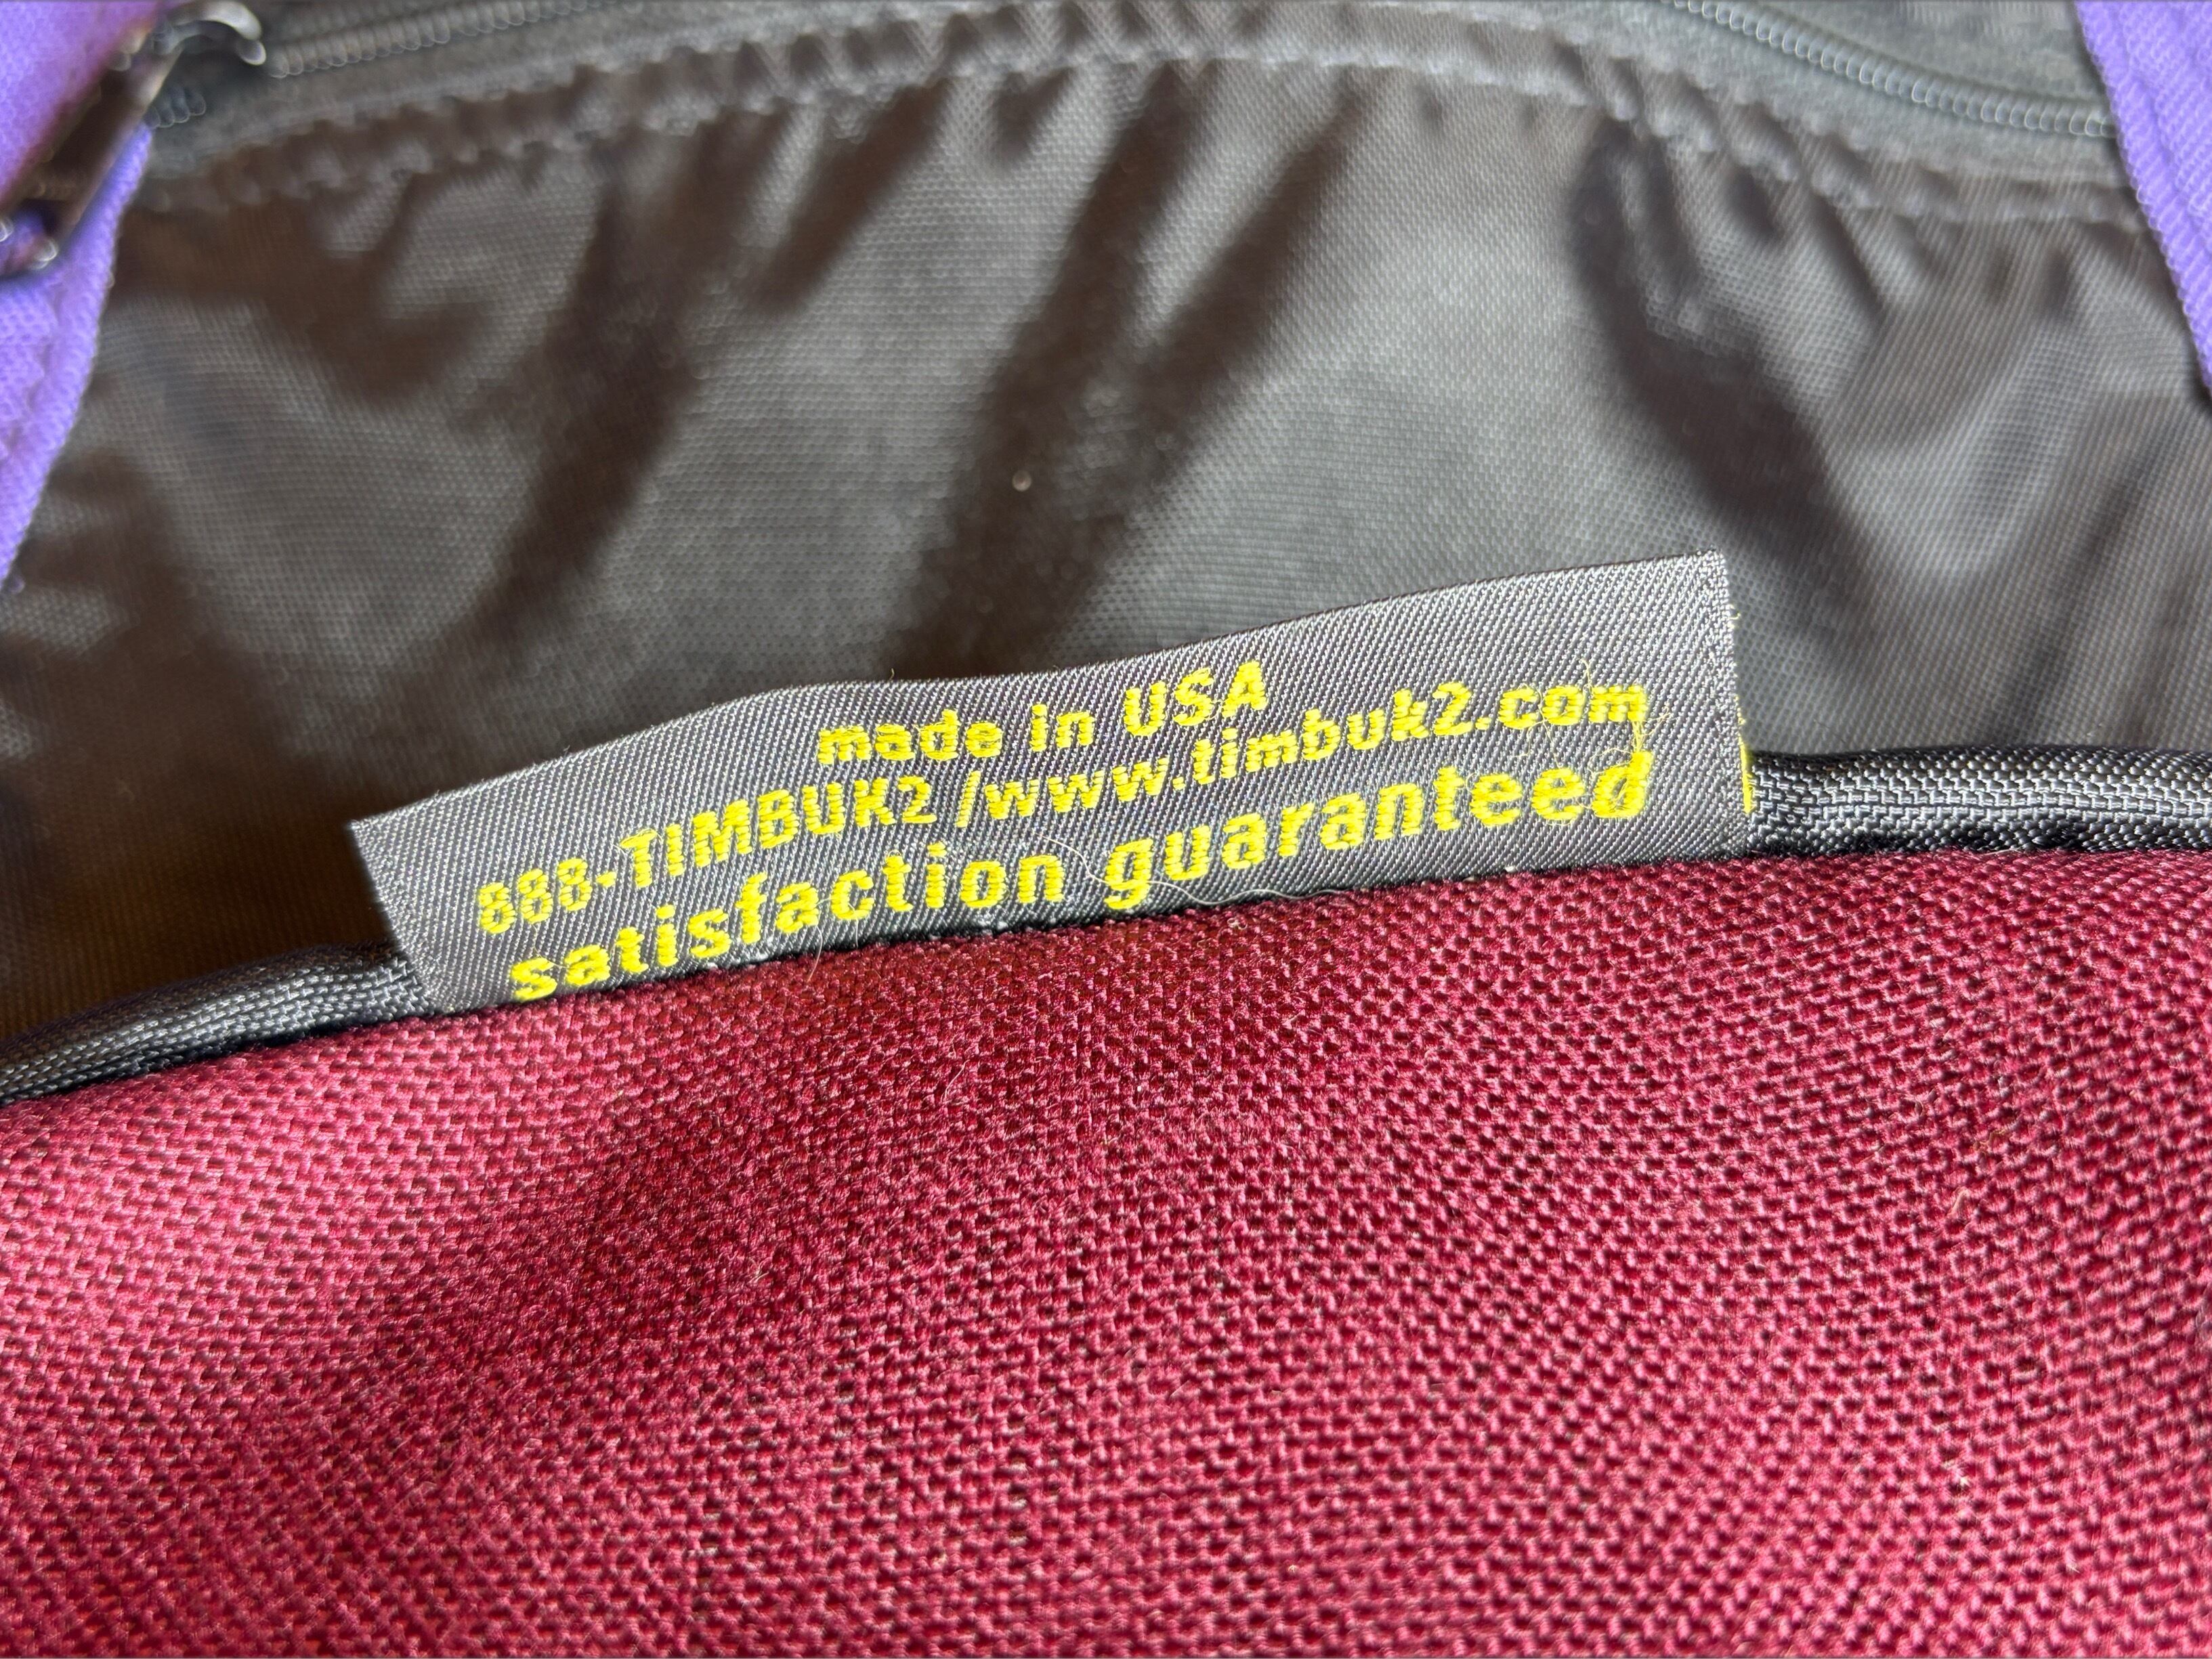 made in USA
888-TIMBUK2 /www.timbuk2.com
satisfaction guaranteed